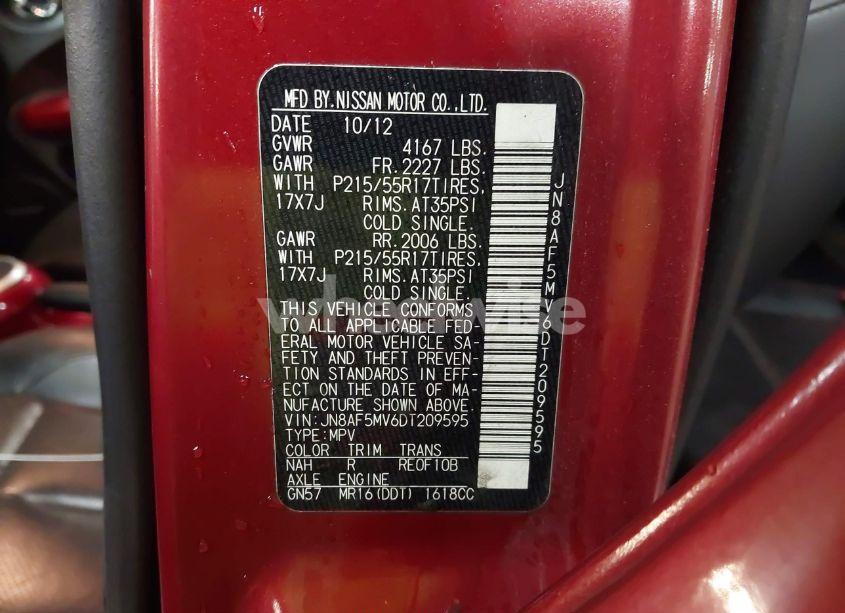 MFD BY.NISSAN MOTOR CO.,LTD.
DATE 10/12
GVWR 4167 LBS.
GAWR FR.2227 LBS.
WITH P215/55R17TIRES.
17X7J RIMS.AT35PSI
COLD SINGLE.
GAWR RR.2006 LBS.
WITH P215/55R17TIRES.
17X7J RIMS.AT35PSI
COLD SINGLE.
THIS VEHICLE CONFORMS
TO ALL APPLICABLE FED-
ERAL MOTOR VEHICLE SA-
FETY AND THEFT PREVEN-
TION STANDARDS IN EFF-
ECT ON THE DATE OF MA-
NUFACTURE SHOWN ABOVE.
VIN:JN8AF5MV6DT209595
TYPE:MPV
COLOR TRIM TRANS
NAH R RE0F10B
AXLE ENGINE
GN57 MR16(DDT) 1618CC
JN8AF5MV6DT209595